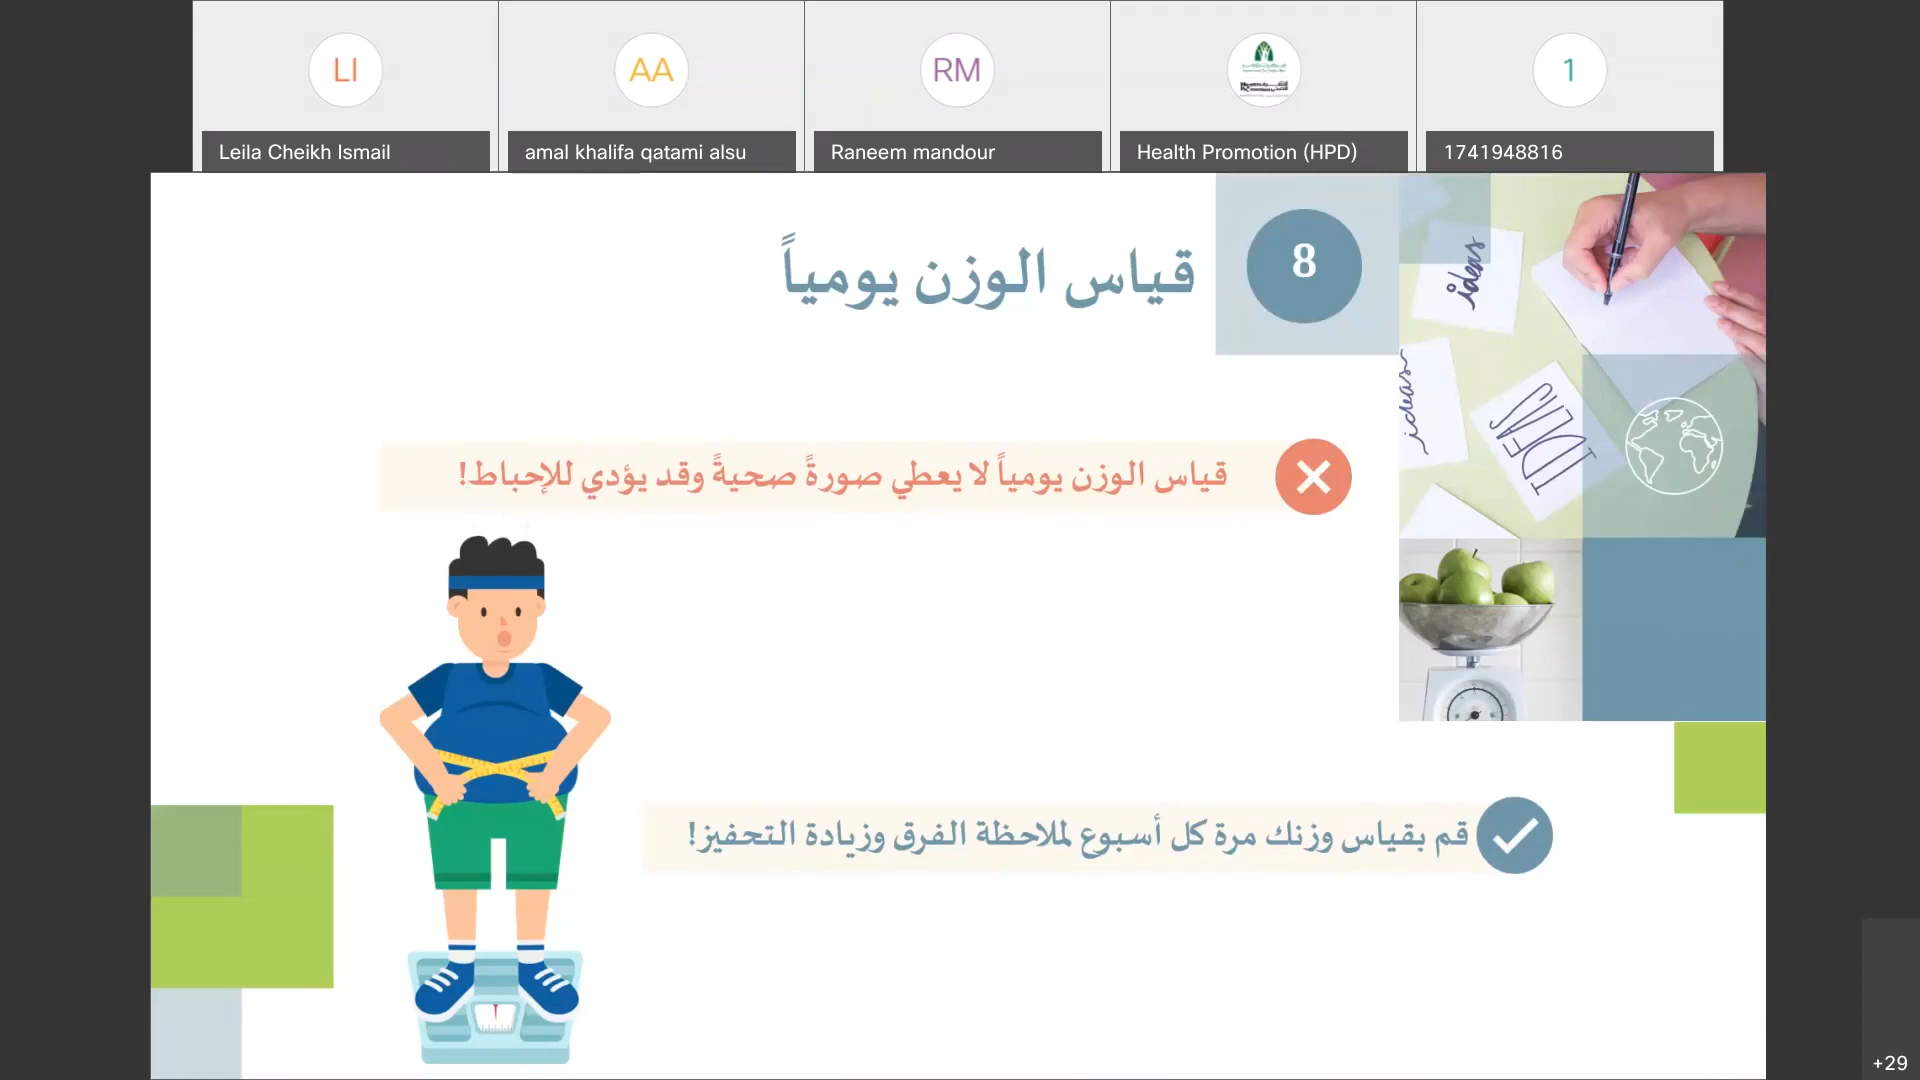 LI
AA
RM
1
Leila Cheikh Ismail
amal khalifa qatami alsu
Raneem mandour
Health Promotion (HPD)
1741948816
8
قياس الوزن يومياً
ideas
ideas
IDEAS
قياس الوزن يومياً لا يعطي صورةً صحيةً وقد يؤدي للإحباط!
قم بقياس وزنك مرة كل أسبوع لملاحظة الفرق وزيادة التحفيز!
+29